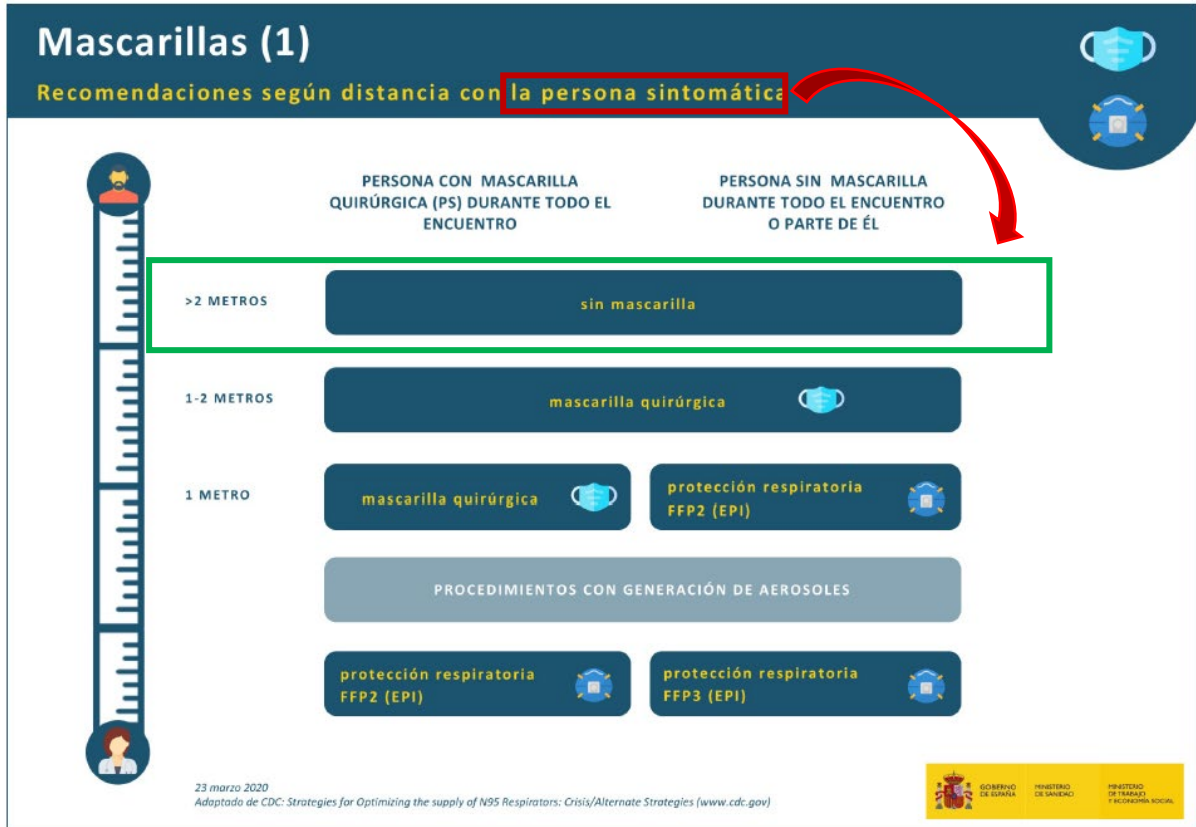 Mascarillas (1)
Recomendaciones según distancia con la persona sintomática
PERSONA CON MASCARILLA
QUIRÚRGICA (PS) DURANTE TODO EL
ENCUENTRO
PERSONA SIN MASCARILLA
DURANTE TODO EL ENCUENTRO
O PARTE DE ÉL
>2 METROS
sin mascarilla
1-2 METROS
mascarilla quirúrgica
1 METRO
mascarilla quirúrgica
protección respiratoria
FFP2 (EPI)
PROCEDIMIENTOS CON GENERACIÓN DE AEROSOLES
protección respiratoria
FFP2 (EPI)
protección respiratoria
FFP3 (EPI)
23 marzo 2020
Adaptado de CDC: Strategies for Optimizing the supply of N95 Respirators: Crisis/Alternate Strategies (www.cdc.gov)
GOBIERNO
DE ESPAÑA
MINISTERIO
DE SANIDAD
MINISTERIO
DE TRABAJO
Y ECONOMÍA SOCIAL